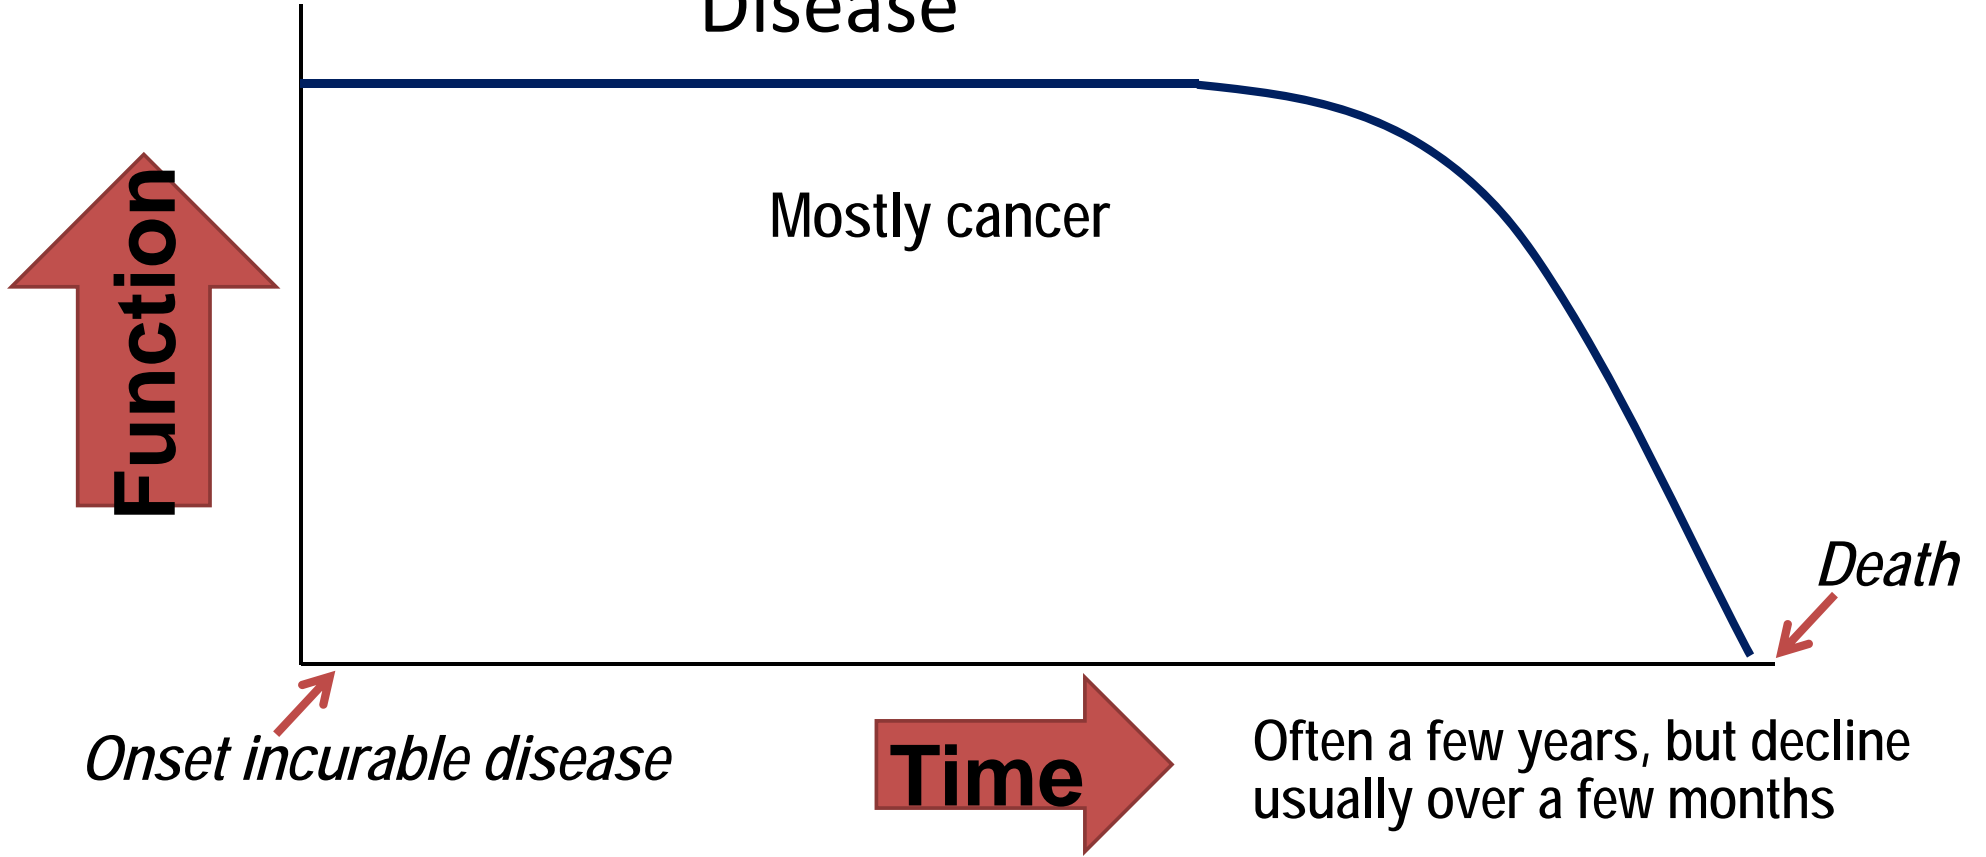 Disease
Function
Mostly cancer
Death
Onset incurable disease
Time
Often a few years, but decline
usually over a few months